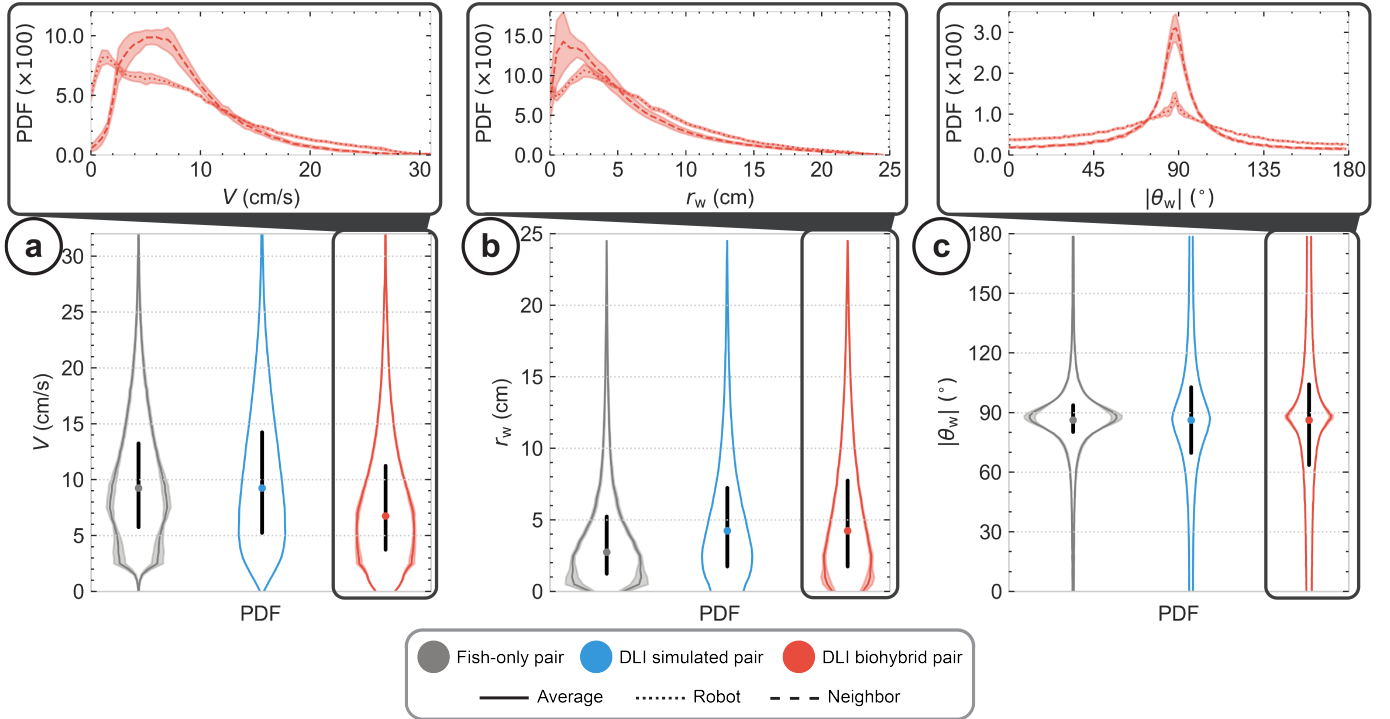 PDF (×100)
10.0
5.0
0.0
0
10
20
30
V (cm/s)
PDF (×100)
15.0
10.0
5.0
0.0
0
5
10
15
20
25
r_w (cm)
PDF (×100)
3.0
2.0
1.0
0.0
0
45
90
135
180
|θ_w| (°)
a
V (cm/s)
30
25
20
15
10
5
0
PDF
b
r_w (cm)
25
20
15
10
5
0
PDF
c
|θ_w| (°)
180
150
120
90
60
30
0
PDF
Fish-only pair
DLI simulated pair
DLI biohybrid pair
Average
Robot
Neighbor